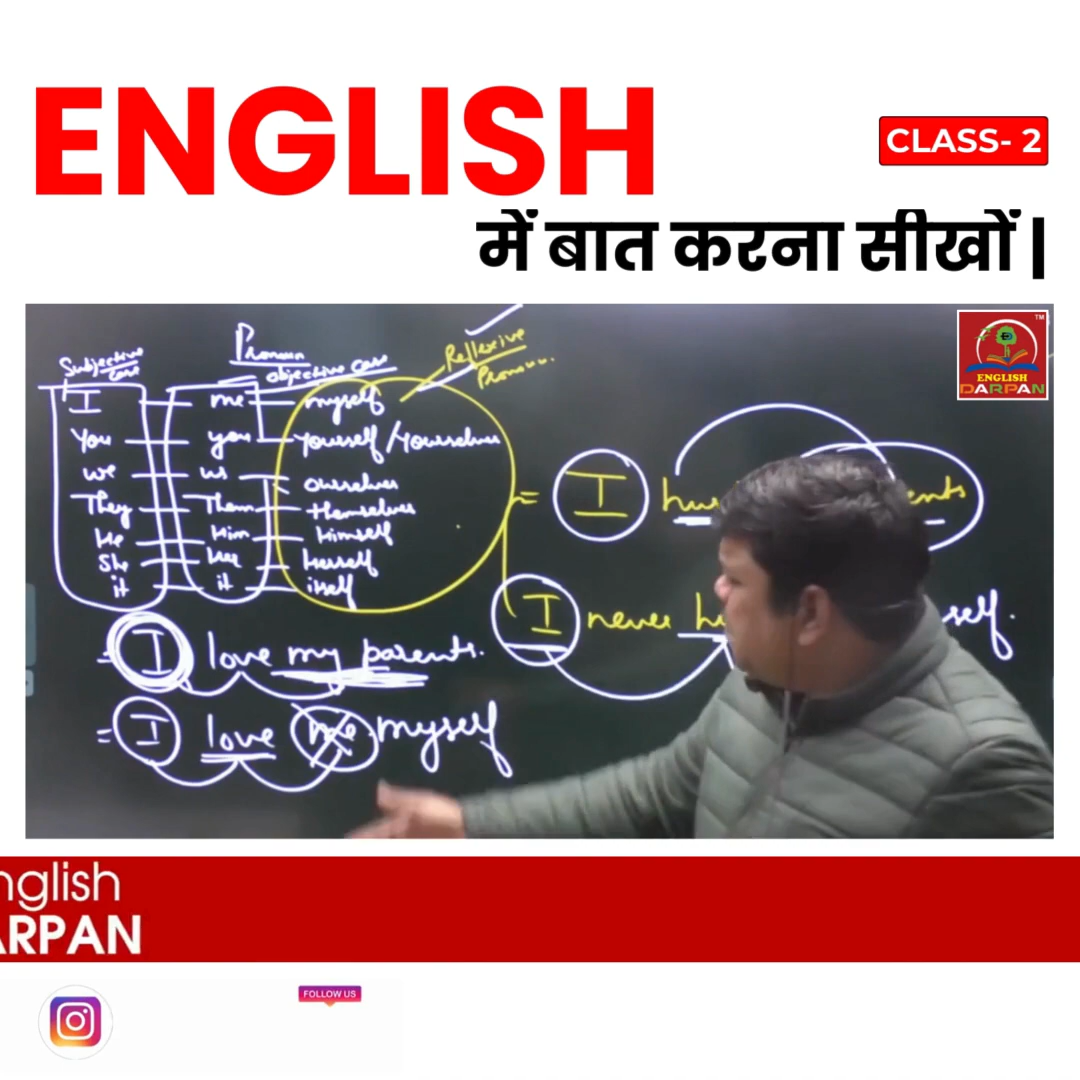 ENGLISH
CLASS- 2
में बात करना सीखों |
TM
ENGLISH
DARPAN
Pronoun
Subjective case
objective case
Reflexive Pronoun.
I me myself
You you yourself/yourselves
we us ourselves
They Them themselves
He Him Himself
She her Herself
it it itself
= I
= I love my parents.
I never self.
= I love me myself
nglish
ARPAN
FOLLOW US